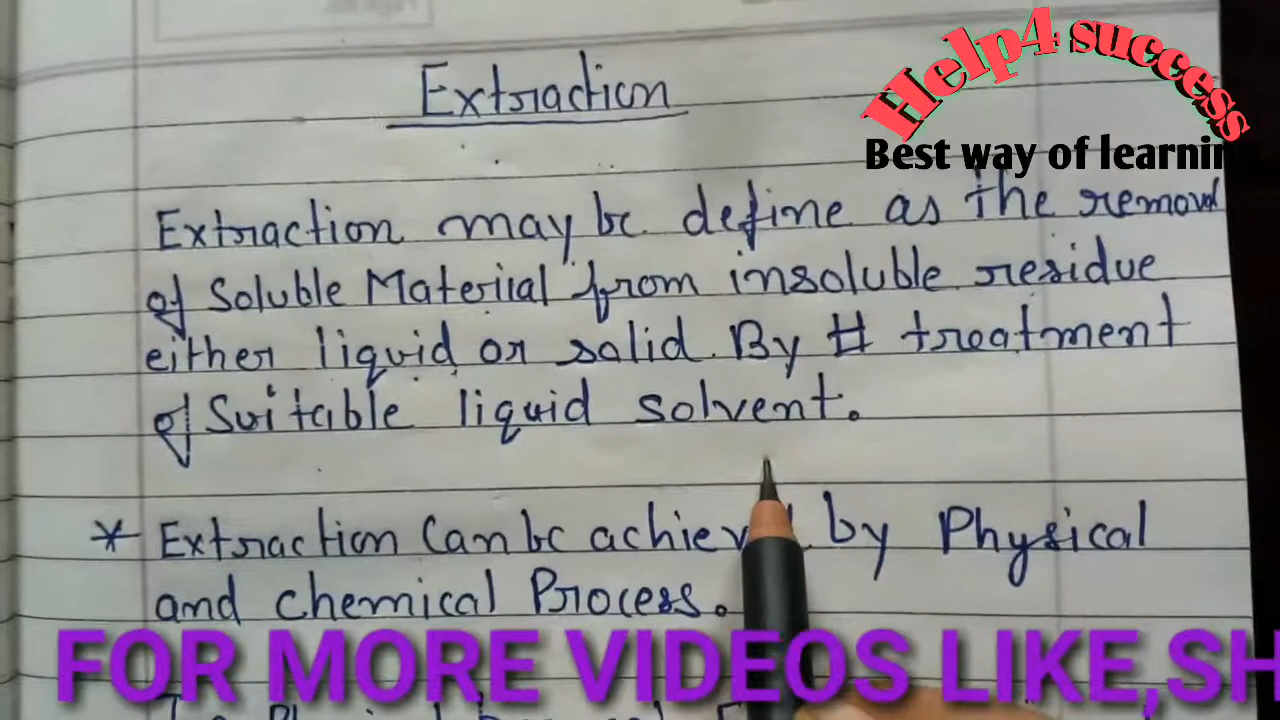 Extraction
Help4 success
Best way of learnin
Extraction may be define as the removal
of Soluble Material from insoluble residue
either liquid or solid. By # treatment
of Suitable liquid solvent.
* Extraction Can be achieved by Physical
and chemical Process.
FOR MORE VIDEOS LIKE,SH